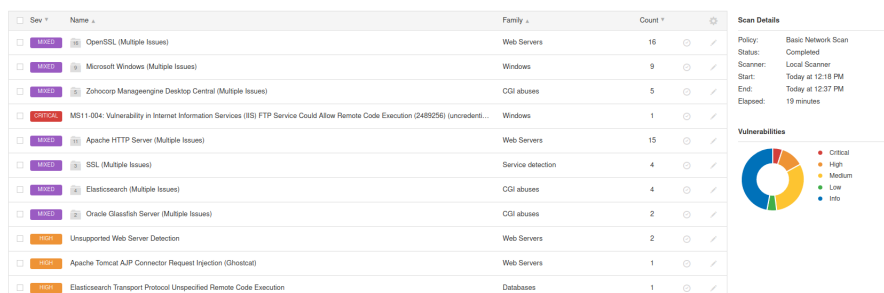 Sev Name Family Count Scan Details
MIXED OpenSSL (Multiple Issues) Web Servers 16
MIXED Microsoft Windows (Multiple Issues) Windows 9
MIXED Zohocorp Manageengine Desktop Central (Multiple Issues) CGI abuses 5
CRITICAL MS11-004: Vulnerability in Internet Information Services (IIS) FTP Service Could Allow Remote Code Execution (2489256) (uncredenti... Windows 1
MIXED 11 Apache HTTP Server (Multiple Issues) Web Servers 15
MIXED SSL (Multiple Issues) Service detection 4
MIXED Elasticsearch (Multiple Issues) CGI abuses 4
MIXED Oracle Glassfish Server (Multiple Issues) CGI abuses 2
HIGH Unsupported Web Server Detection Web Servers 2
HIGH Apache Tomcat AJP Connector Request Injection (Ghostcat) Web Servers 1
HIGH Elasticsearch Transport Protocol Unspecified Remote Code Execution Databases 1
Policy: Basic Network Scan
Status: Completed
Scanner: Local Scanner
Start: Today at 12:18 PM
End: Today at 12:37 PM
Elapsed: 19 minutes
Vulnerabilities
Critical
High
Medium
Low
Info